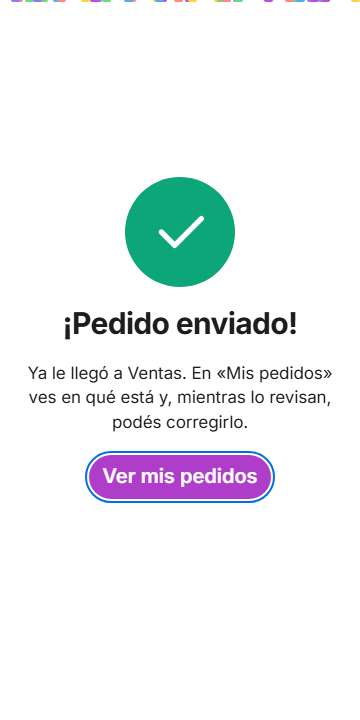 ¡Pedido enviado!
Ya le llegó a Ventas. En «Mis pedidos»
ves en qué está y, mientras lo revisan,
podés corregirlo.
Ver mis pedidos